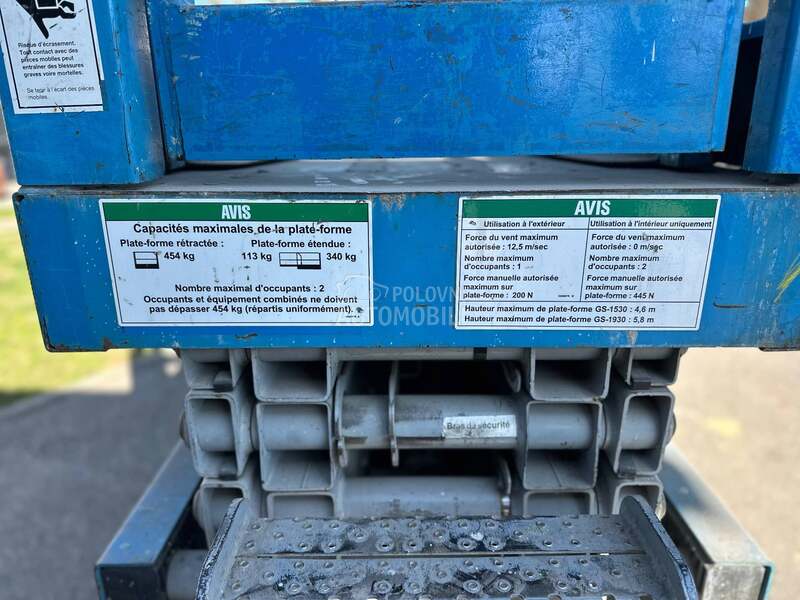 Risque d'écrasement.
Tout contact avec des
pièces mobiles peut
entraîner des blessures
graves voire mortelles.
Se tenir à l'écart des pièces
mobiles.
AVIS
Capacités maximales de la plate-forme
Plate-forme rétractée :
454 kg
Plate-forme étendue :
113 kg
340 kg
Nombre maximal d'occupants : 2
Occupants et équipement combinés ne doivent
pas dépasser 454 kg (répartis uniformément).
AVIS
Utilisation à l'extérieur
Force du vent maximum
autorisée : 12,5 m/sec
Nombre maximum
d'occupants : 1
Force manuelle autorisée
maximum sur
plate-forme : 200 N
Utilisation à l'intérieur uniquement
Force du vent maximum
autorisée : 0 m/sec
Nombre maximum
d'occupants : 2
Force manuelle autorisée
maximum sur
plate-forme : 445 N
Hauteur maximum de plate-forme GS-1530 : 4,6 m
Hauteur maximum de plate-forme GS-1930 : 5,8 m
POLOVNI
AUTOMOBILI
Bras de sécurité